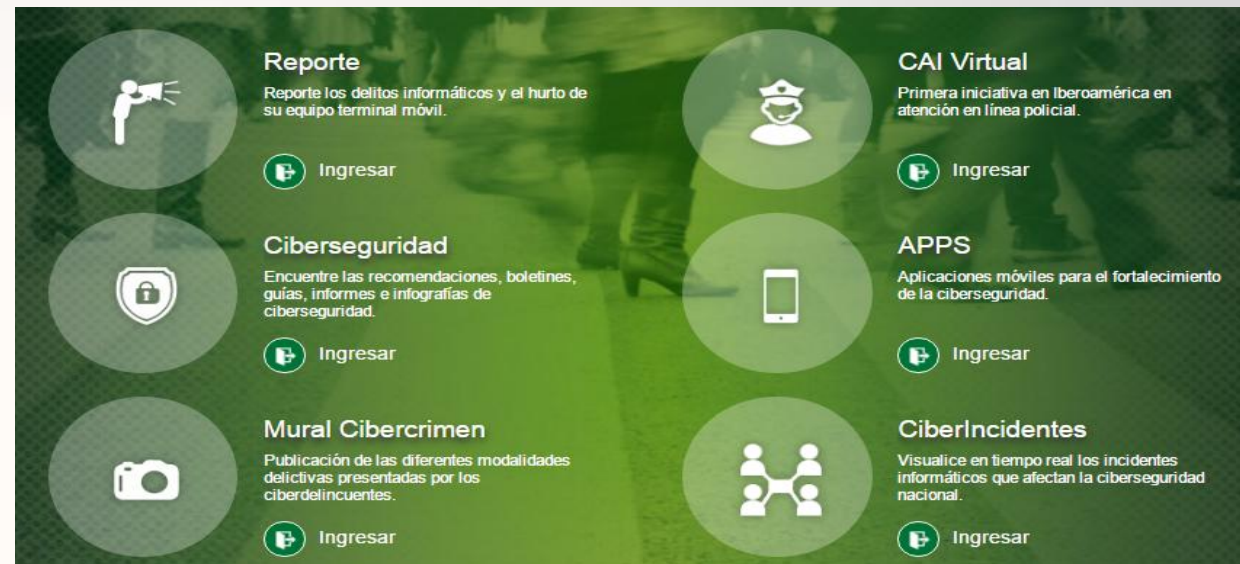 Reporte
Reporte los delitos informáticos y el hurto de
su equipo terminal móvil.
Ingresar
CAI Virtual
Primera iniciativa en Iberoamérica en
atención en línea policial.
Ingresar
Ciberseguridad
Encuentre las recomendaciones, boletines,
guías, informes e infografías de
ciberseguridad.
Ingresar
APPS
Aplicaciones móviles para el fortalecimiento
de la ciberseguridad.
Ingresar
Mural Cibercrimen
Publicación de las diferentes modalidades
delictivas presentadas por los
ciberdelincuentes.
Ingresar
CiberIncidentes
Visualice en tiempo real los incidentes
informáticos que afectan la ciberseguridad
nacional.
Ingresar